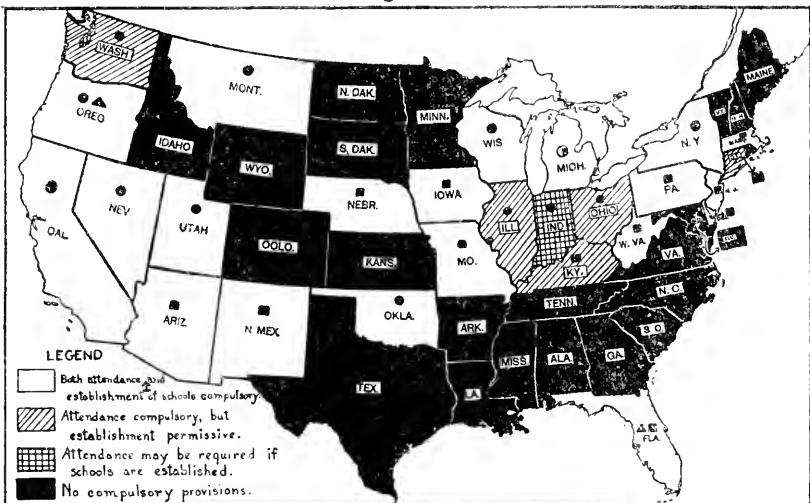 WASH
MONT.
N. DAK.
MINN.
MAINE
OREG
IDAHO
WYO.
S. DAK.
WIS
MICH.
N. Y
VT.
N. H.
MASS
NEV.
UTAH
NEBR.
IOWA
ILL.
IND
OHIO.
PA.
N. J.
CAL.
COLO.
KANS.
MO.
KY.
W. VA
VA.
ARIZ.
N MEX.
OKLA.
ARK.
TENN.
N. C.
S. C.
TEX.
LA.
MISS
ALA.
GA.
FLA.
LEGEND
Both attendance and
establishment of schools compulsory.
Attendance compulsory, but
establishment permissive.
Attendance may be required if
schools are established.
No compulsory provisions.